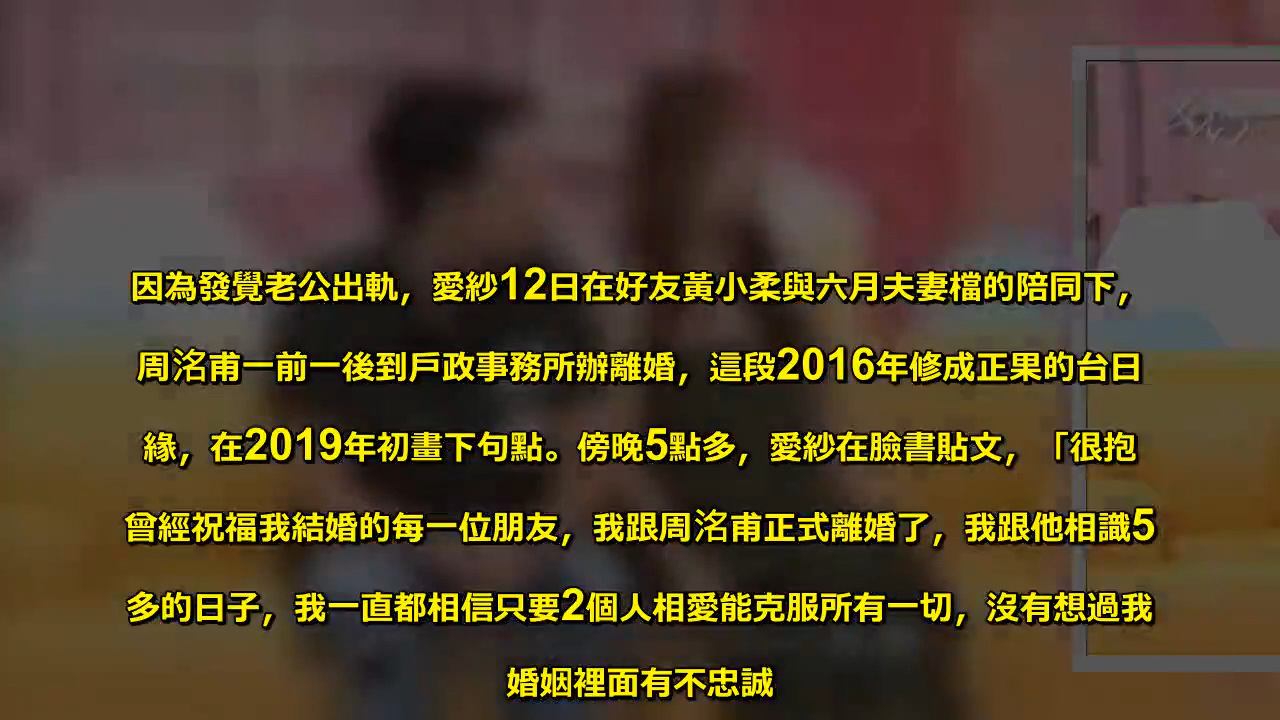 因為發覺老公出軌，愛紗12日在好友黃小柔與六月夫妻檔的陪同下，
周洺甫一前一後到戶政事務所辦離婚，這段2016年修成正果的台日
緣，在2019年初畫下句點。傍晚5點多，愛紗在臉書貼文，「很抱
曾經祝福我結婚的每一位朋友，我跟周洺甫正式離婚了，我跟他相識5
多的日子，我一直都相信只要2個人相愛能克服所有一切，沒有想過我
婚姻裡面有不忠誠